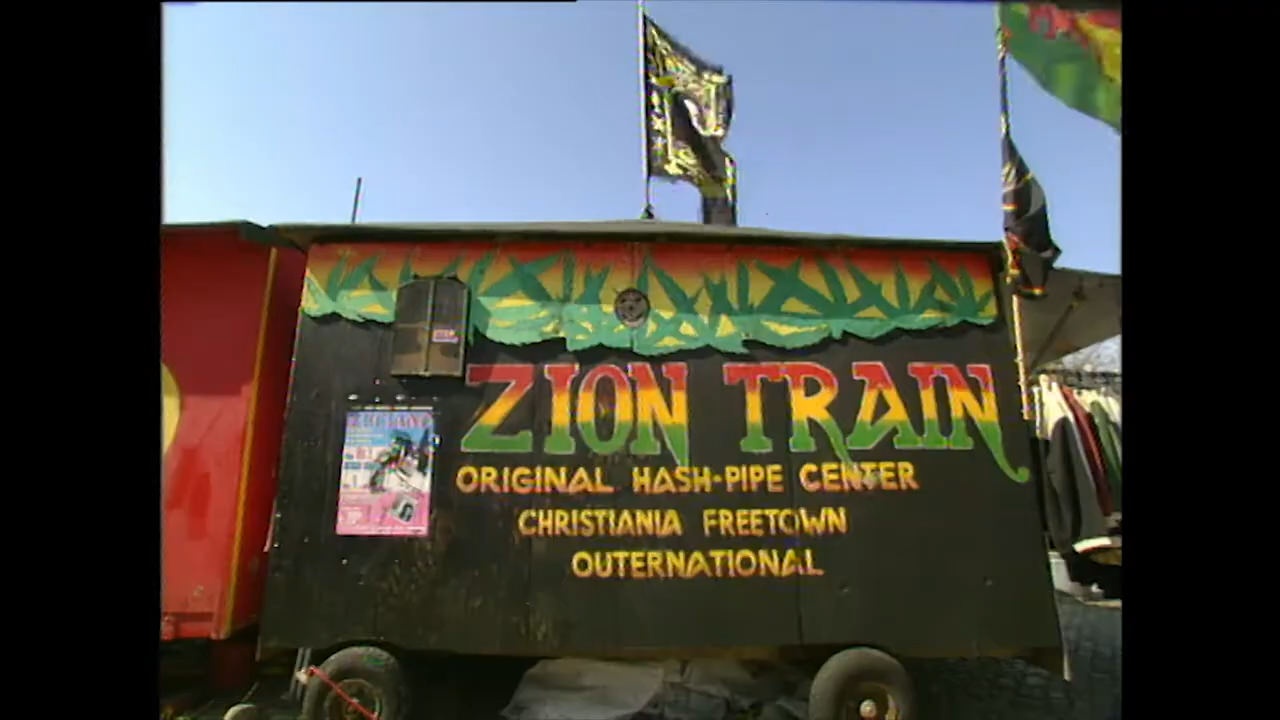 ZION TRAIN
ORIGINAL HASH-PIPE CENTER
CHRISTIANIA FREETOWN
OUTERNATIONAL